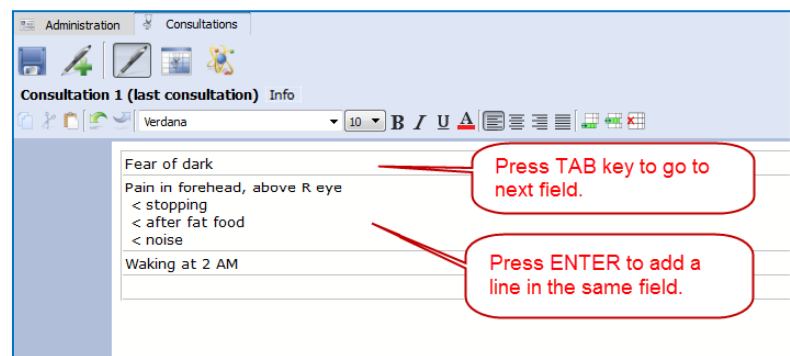 Administration Consultations
Consultation 1 (last consultation) Info
Verdana 10 B I U A
Fear of dark
Pain in forehead, above R eye
< stopping
< after fat food
< noise
Waking at 2 AM
Press TAB key to go to
next field.
Press ENTER to add a
line in the same field.